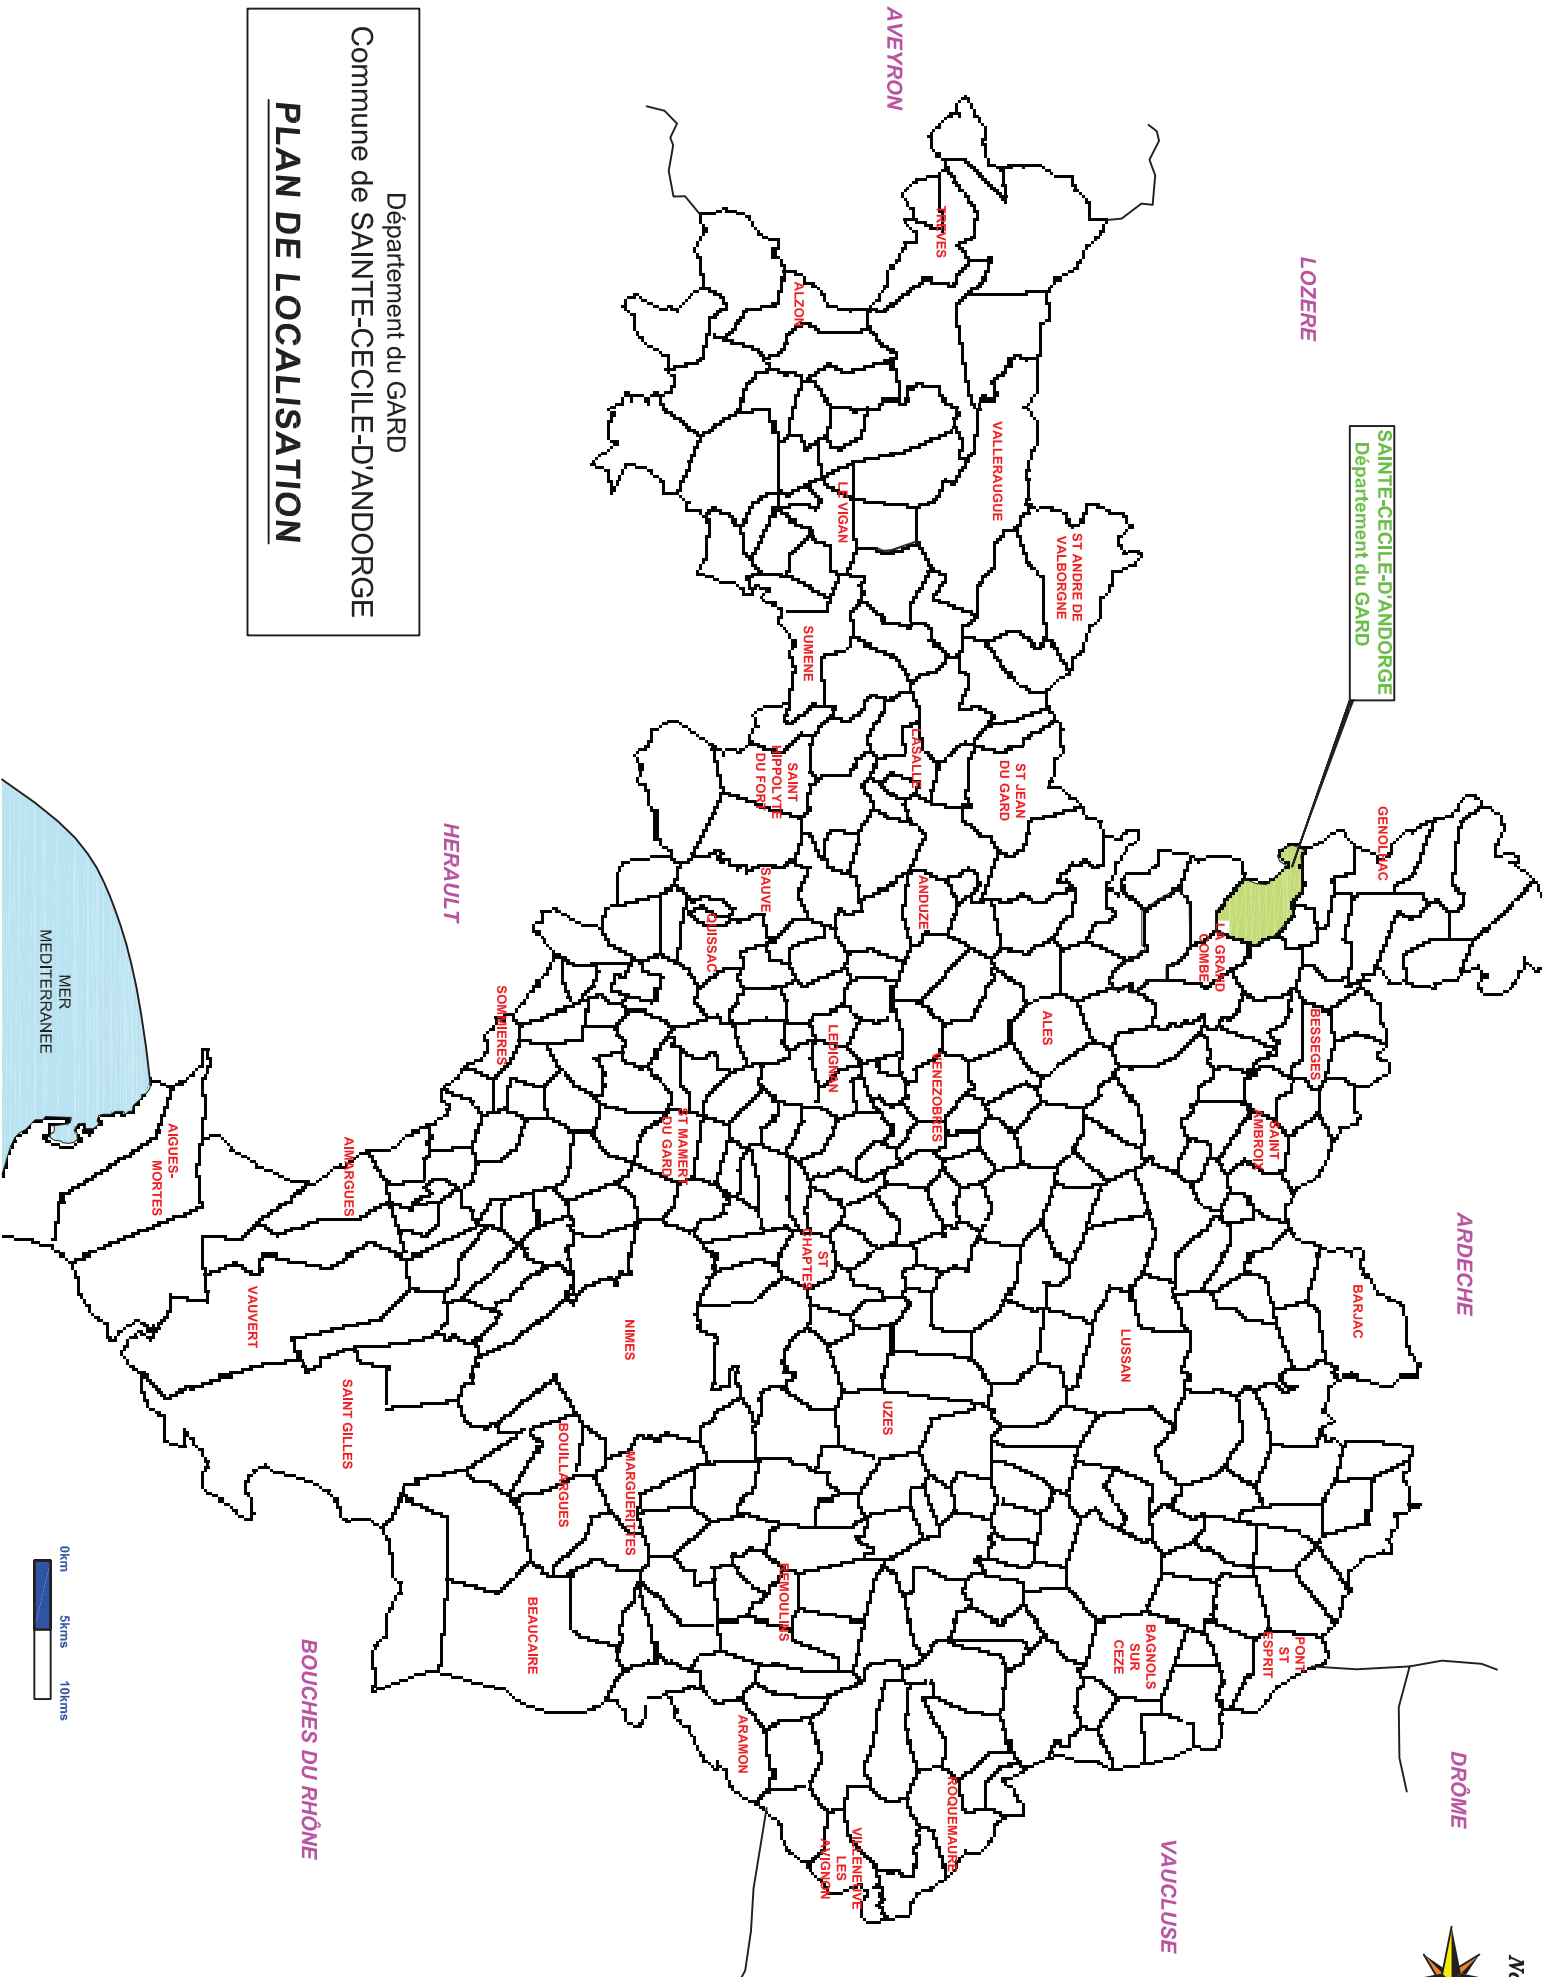 AVEYRON
LOZERE
ARDECHE
DRÔME
VAUCLUSE
BOUCHES DU RHÔNE
HERAULT
MER
MEDITERRANEE
SAINTE-CECILE-D'ANDORGE
Département du GARD
GENOLHAC
LA GRAND
COMBE
BESSEGES
SAINT
AMBROIX
BARJAC
TREVES
VALLERAUGUE
ST ANDRE DE
VALBORGNE
ST JEAN
DU GARD
ALES
LUSSAN
BAGNOLS
SUR
CEZE
PONT
ST
ESPRIT
ALZON
LE VIGAN
SUMENE
LASALLE
ANDUZE
VENEZOBRES
UZES
ROQUEMAURE
SAINT
HIPPOLYTE
DU FORT
SAUVE
QUISSAC
LEDIGNAN
ST
CHAPTES
REMOULINS
VILLENEUVE
LES
AVIGNON
ARAMON
ST MAMERT
DU GARD
NIMES
MARGUERITTES
BOUILLARGUES
BEAUCAIRE
SOMMIERES
AIMARGUES
SAINT GILLES
VAUVERT
AIGUES-
MORTES
Département du GARD
Commune de SAINTE-CECILE-D'ANDORGE
PLAN DE LOCALISATION
0km 5kms 10kms